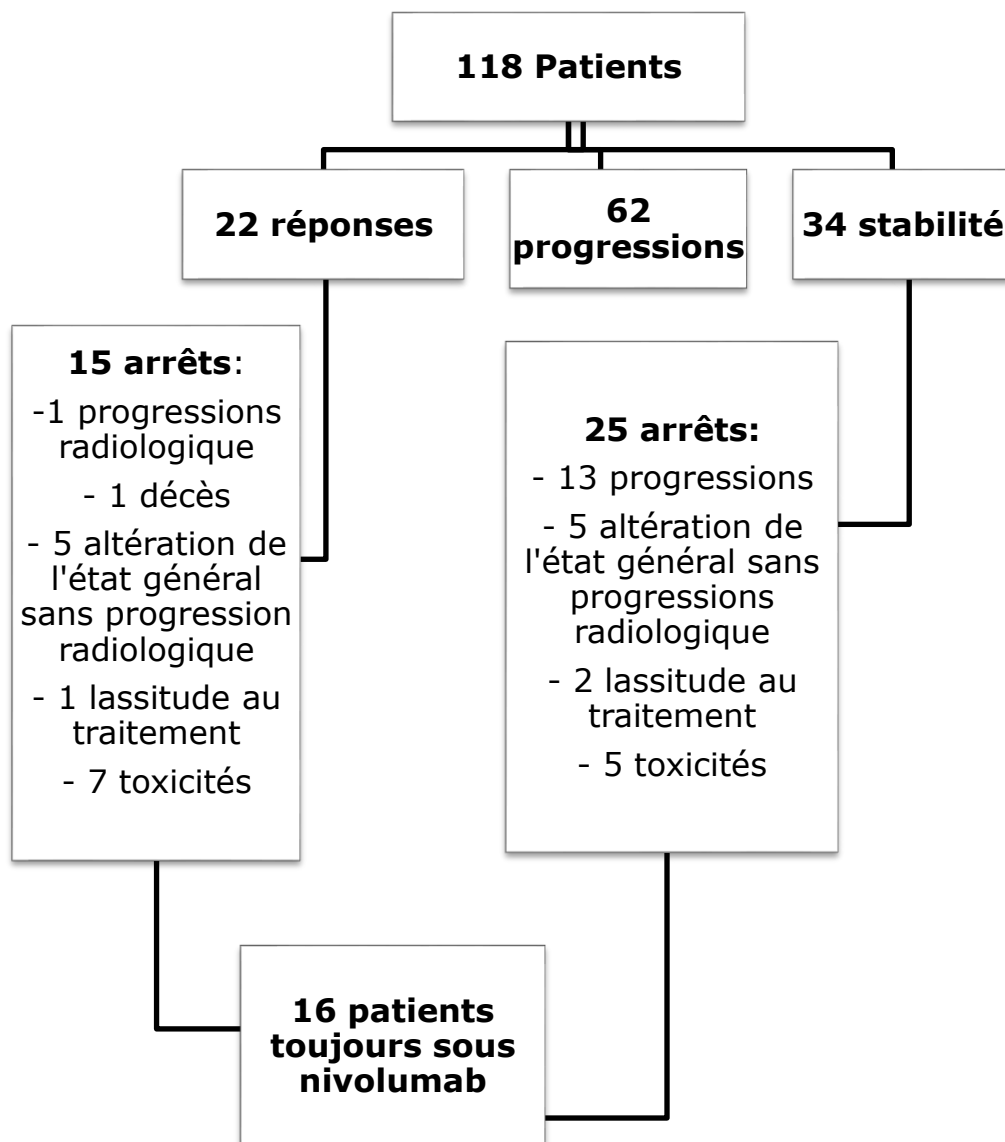 118 Patients
22 réponses
62
progressions
34 stabilité
15 arrêts:
-1 progressions
radiologique
- 1 décès
- 5 altération de
l'état général
sans progression
radiologique
- 1 lassitude au
traitement
- 7 toxicités
25 arrêts:
- 13 progressions
- 5 altération de
l'état général sans
progressions
radiologique
- 2 lassitude au
traitement
- 5 toxicités
16 patients
toujours sous
nivolumab